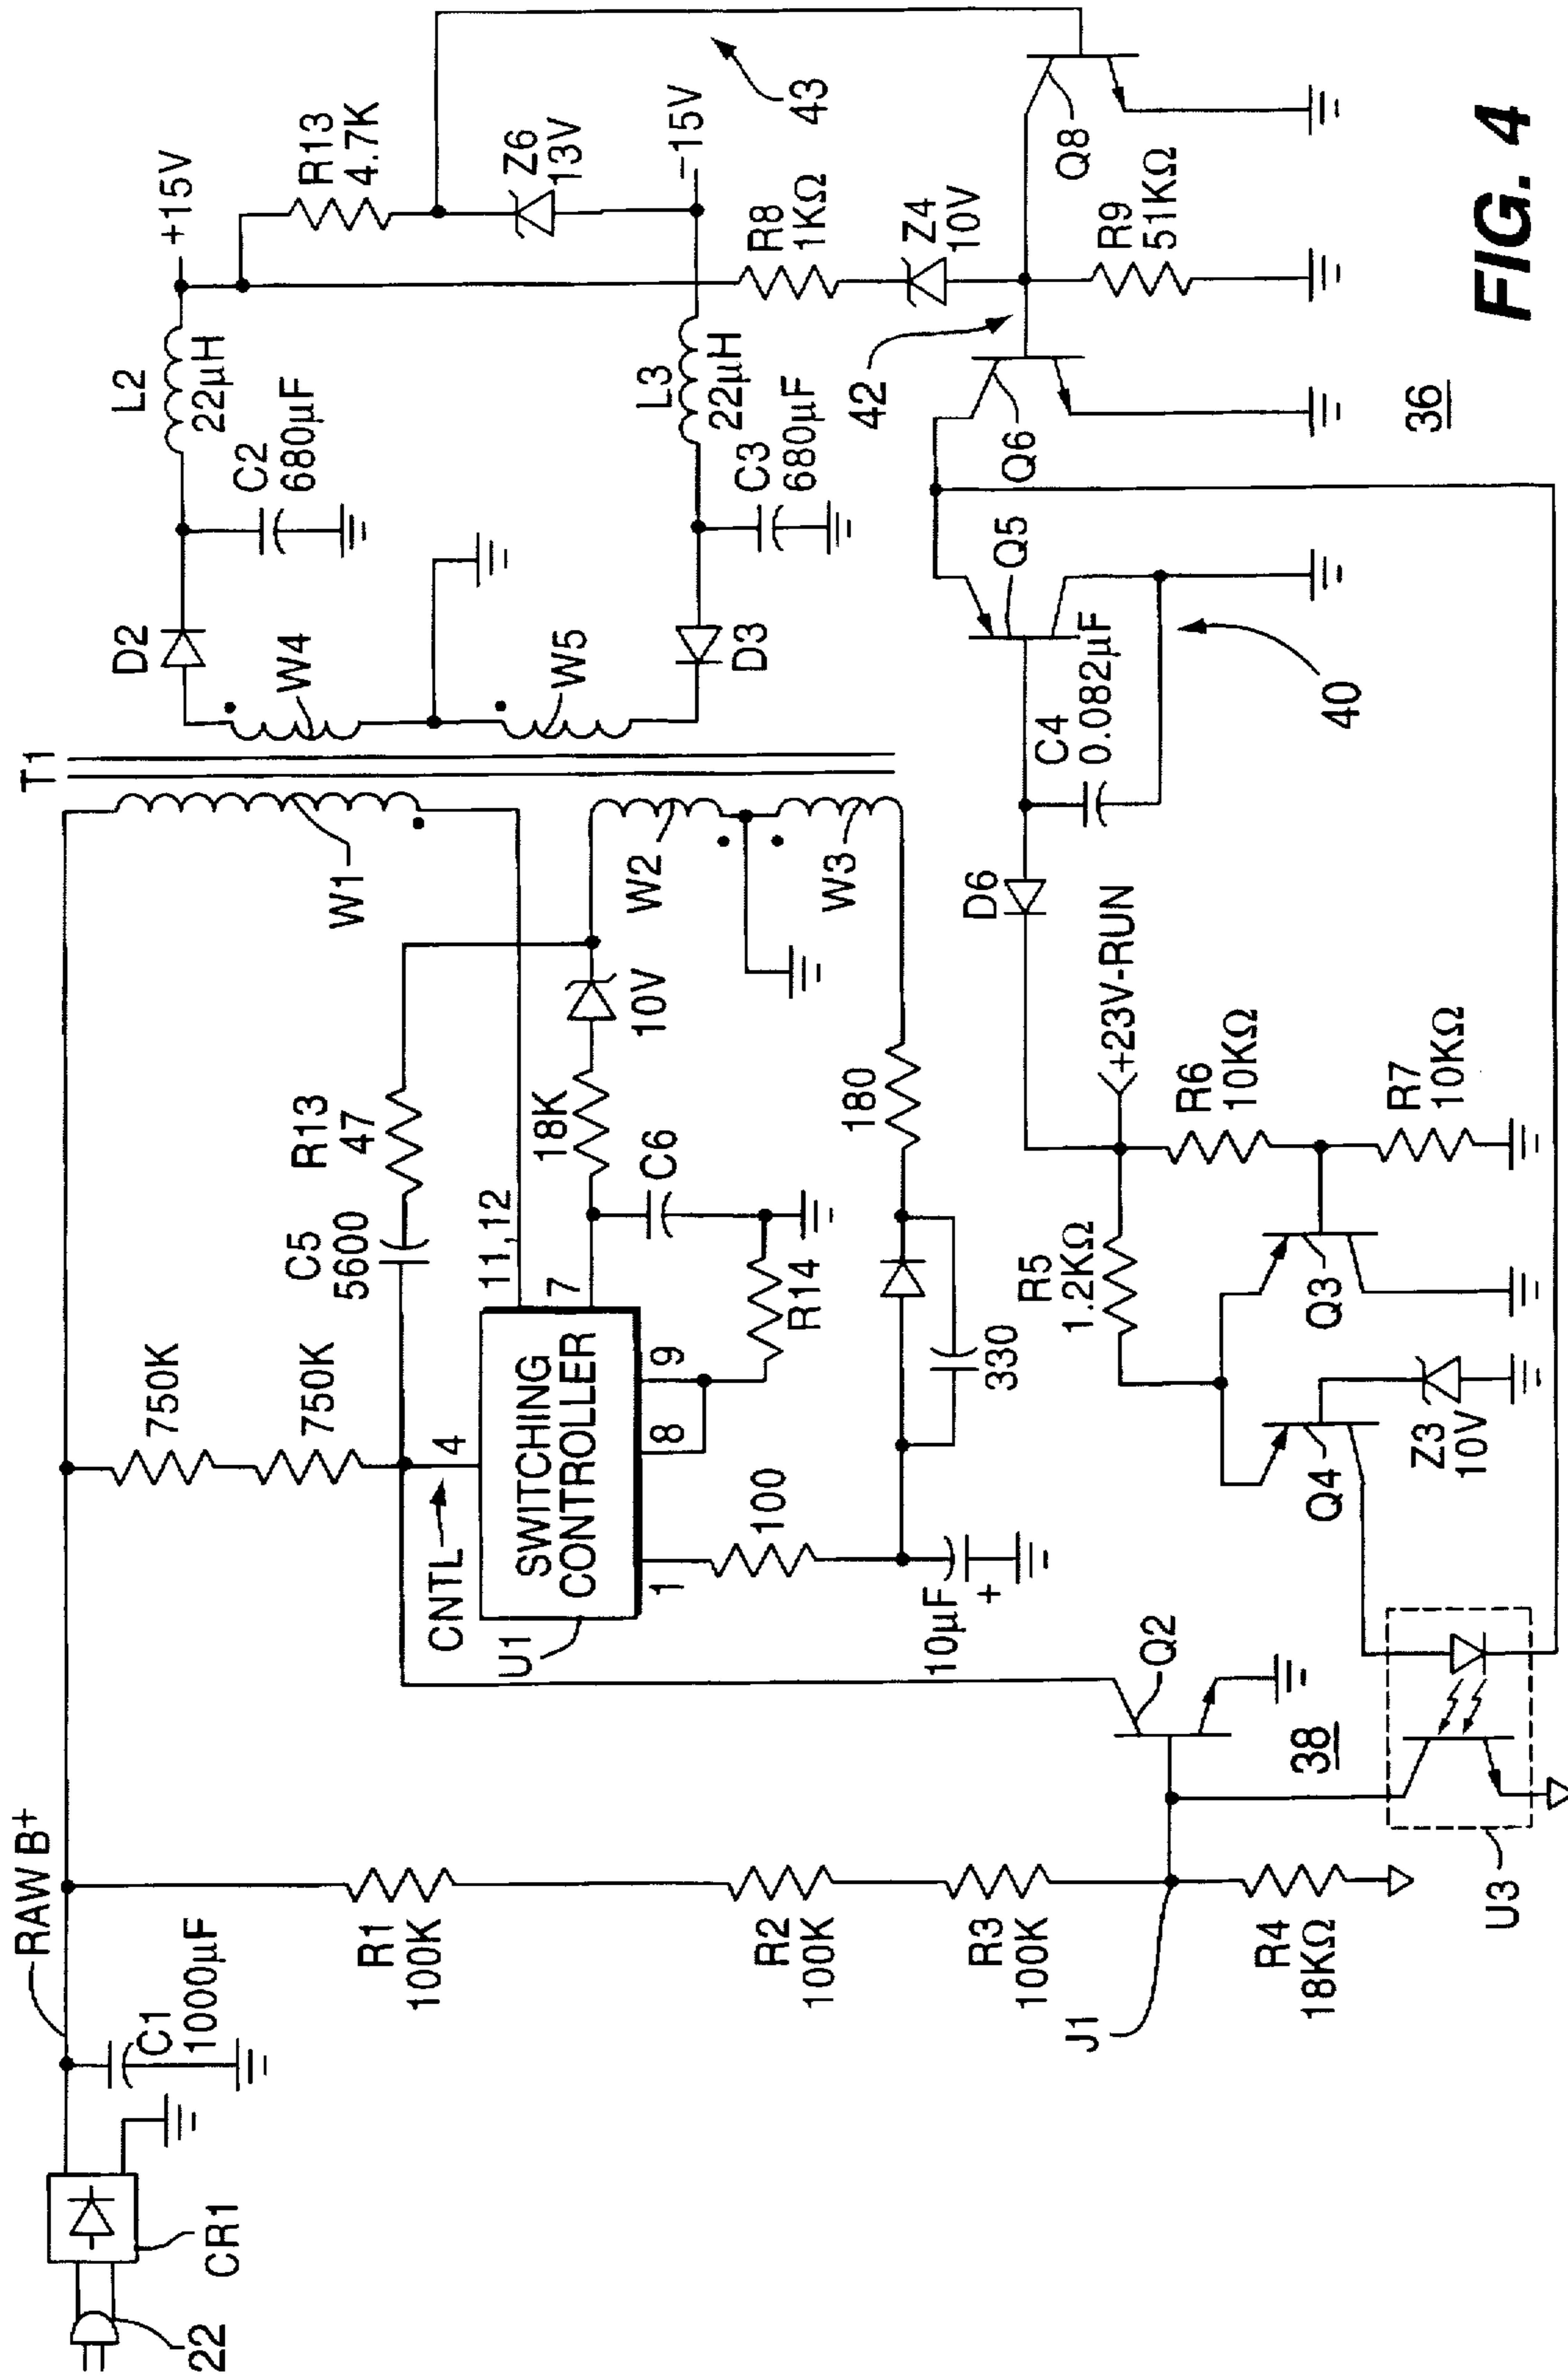 22
CR1
C1
1000μF
RAW B+
R1
100K
R2
100K
R3
100K
J1
R4
18KΩ
U3
38
Q2
750K
750K
CNTL
4
U1
SWITCHING
CONTROLLER
1
8
9
7
11,12
100
10μF
+
330
180
R14
C6
18K
10V
C5
5600
R13
47
W1
W2
W3
T1
W4
W5
D2
D3
C2
680μF
C3
680μF
L2
22μH
L3
22μH
+15V
-15V
R13
4.7K
Z6
13V
43
R8
1KΩ
Z4
10V
R9
51KΩ
Q8
42
Q6
Q5
40
C4
0.082μF
D6
+23V-RUN
R6
10KΩ
R7
10KΩ
R5
1.2KΩ
Q3
Q4
Z3
10V
36
FIG. 4